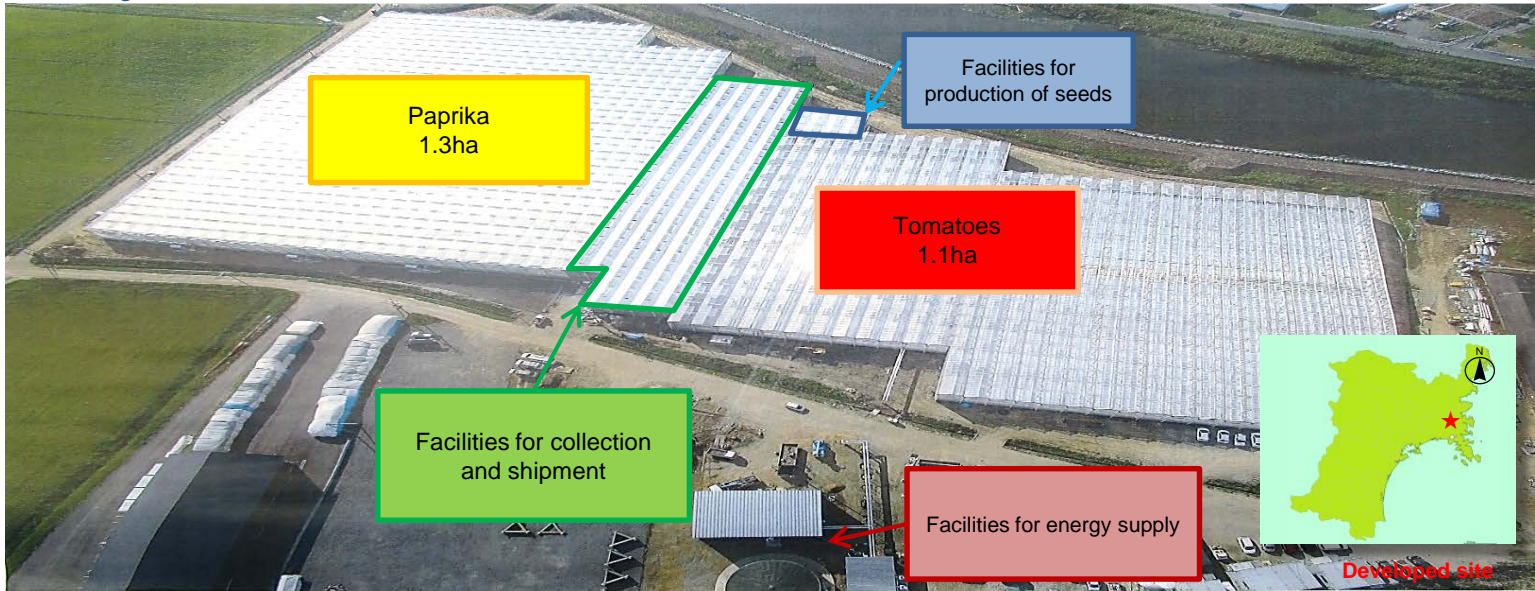 Facilities for
production of seeds
Paprika
1.3ha
Tomatoes
1.1ha
N
Facilities for collection
and shipment
Facilities for energy supply
Developed site